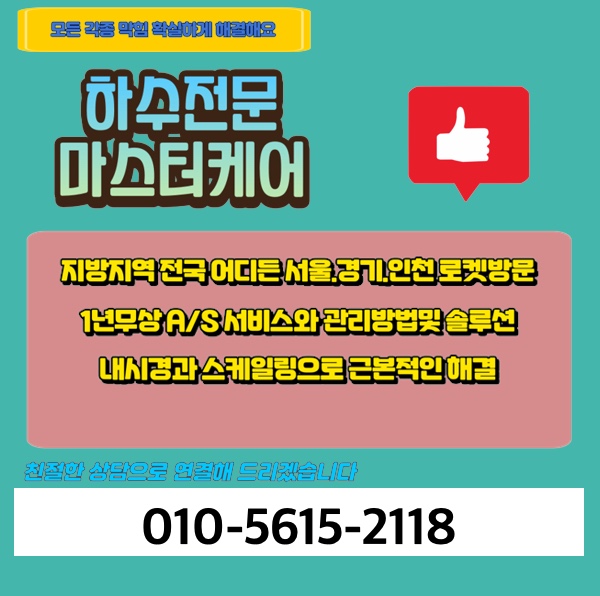 모든 각종 막힘 확실하게 해결해요
하수전문
마스터케어
지방지역 전국 어디든 서울.경기.인천 로켓방문
1년무상 A/S 서비스와 관리방법및 솔루션
내시경과 스케일링으로 근본적인 해결
친절한 상담으로 연결해 드리겠습니다
010-5615-2118